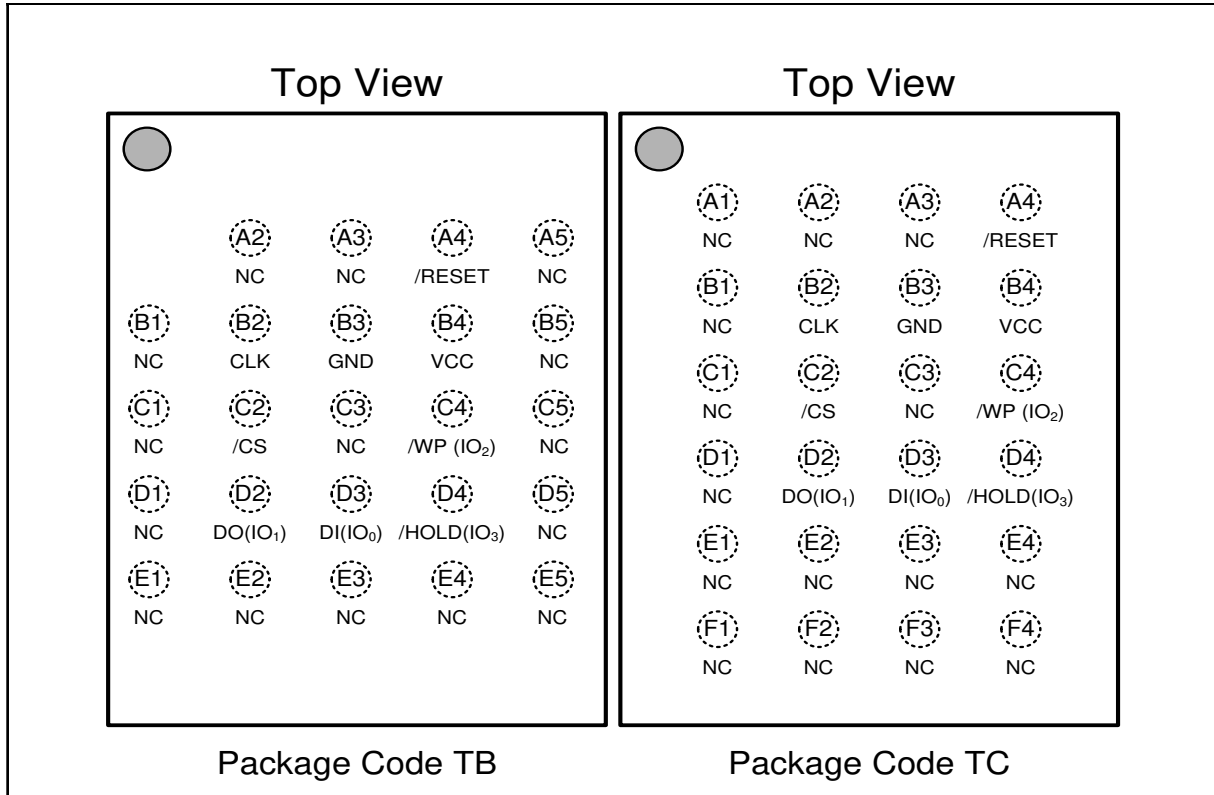 Top View
A2 A3 A4 A5
NC NC /RESET NC
B1 B2 B3 B4 B5
NC CLK GND VCC NC
C1 C2 C3 C4 C5
NC /CS NC /WP (IO₂) NC
D1 D2 D3 D4 D5
NC DO(IO₁) DI(IO₀) /HOLD(IO₃) NC
E1 E2 E3 E4 E5
NC NC NC NC NC
Package Code TB
Top View
A1 A2 A3 A4
NC NC NC /RESET
B1 B2 B3 B4
NC CLK GND VCC
C1 C2 C3 C4
NC /CS NC /WP (IO₂)
D1 D2 D3 D4
NC DO(IO₁) DI(IO₀) /HOLD(IO₃)
E1 E2 E3 E4
NC NC NC NC
F1 F2 F3 F4
NC NC NC NC
Package Code TC